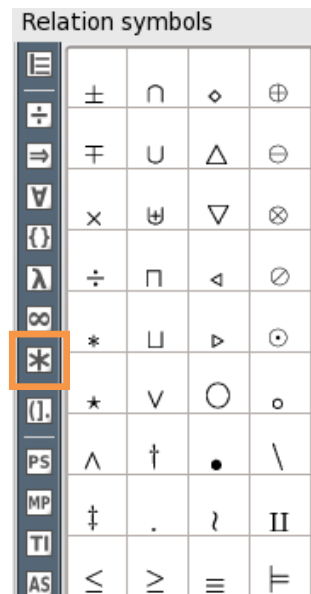 Relation symbols
÷
± ∩ ⋄ ⊕
⇒
∓ ∪ △ ⊖
∀
× ⊎ ▽ ⊗
{}
λ
÷ ⊓ ◃ ⊘
∞
∗ ⊔ ▹ ⊙
*
(].
⋆ ∨ ◯ ∘
PS
∧ † • \
MP
‡ . ≀ ⨿
TI
AS
≤ ≥ ≡ ⊨